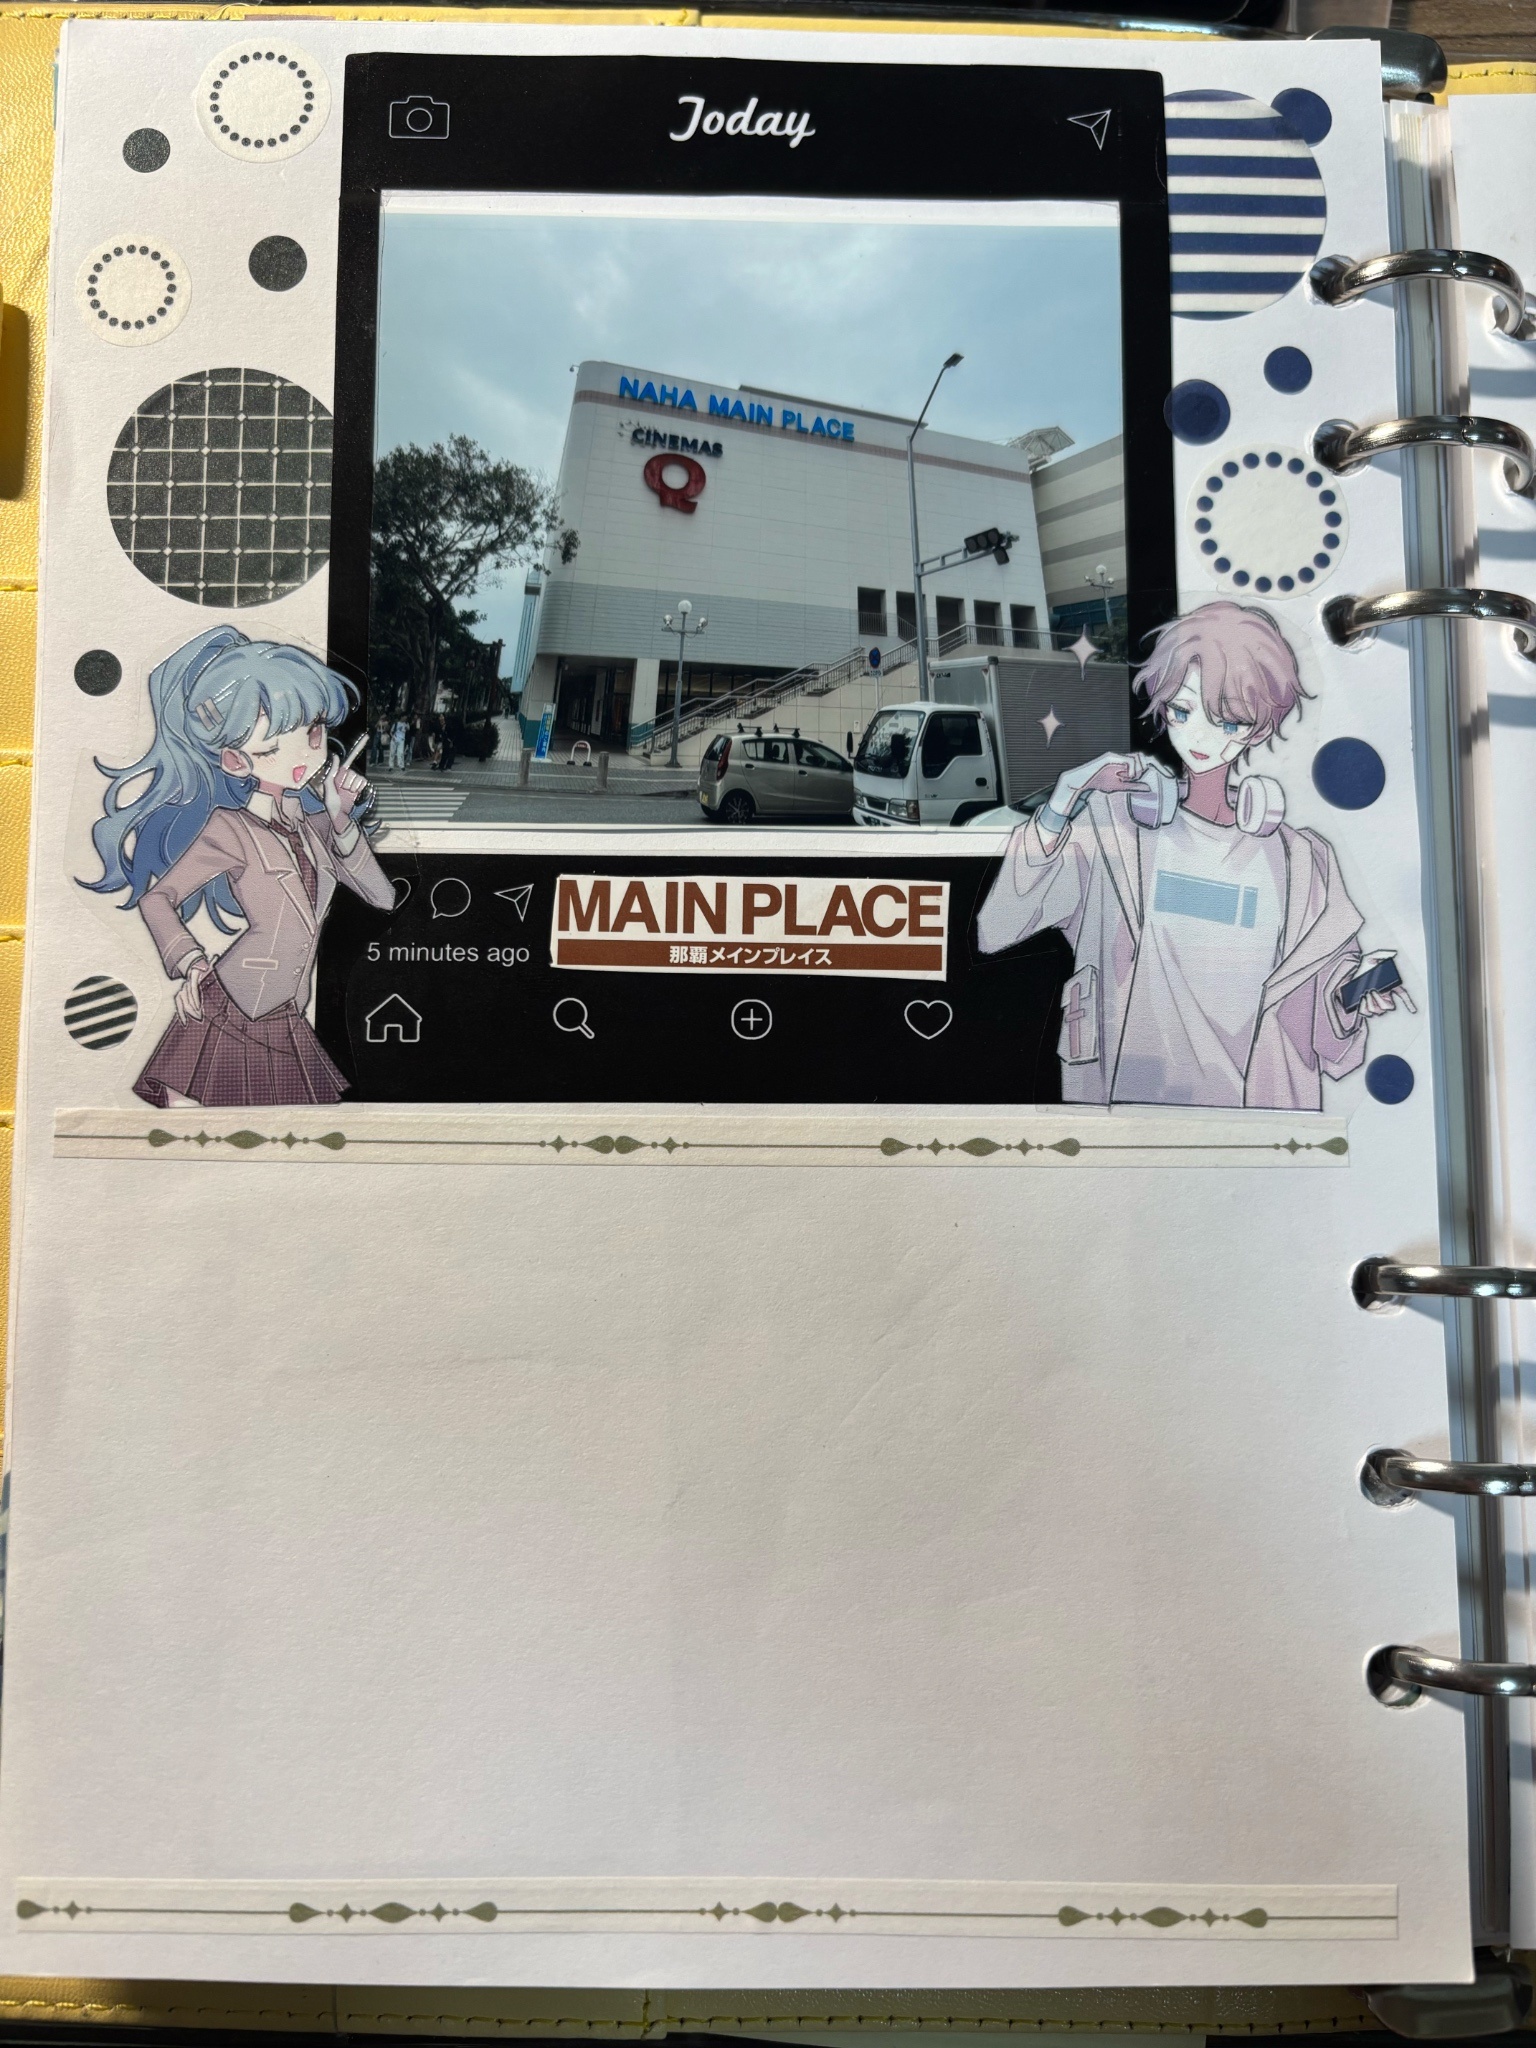 Today
NAHA MAIN PLACE
CINEMAS
Q
5 minutes ago
MAIN PLACE
那覇メインプレイス